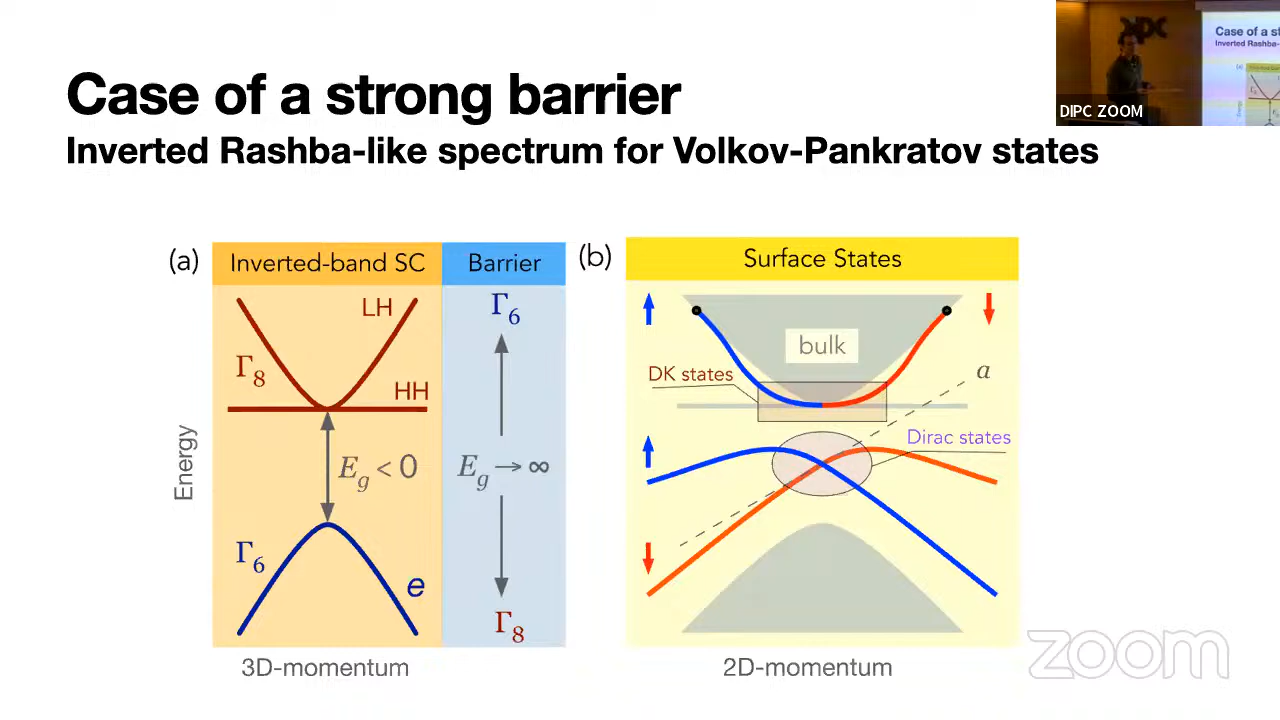 Case of a strong barrier
Inverted Rashba-like spectrum for Volkov-Pankratov states
DIPC ZOOM
(a)
Inverted-band SC
Barrier
LH
Γ8
HH
Eg < 0
Γ6
e
Energy
3D-momentum
Γ6
Eg → ∞
Γ8
(b)
Surface States
bulk
DK states
a
Dirac states
2D-momentum
zoom